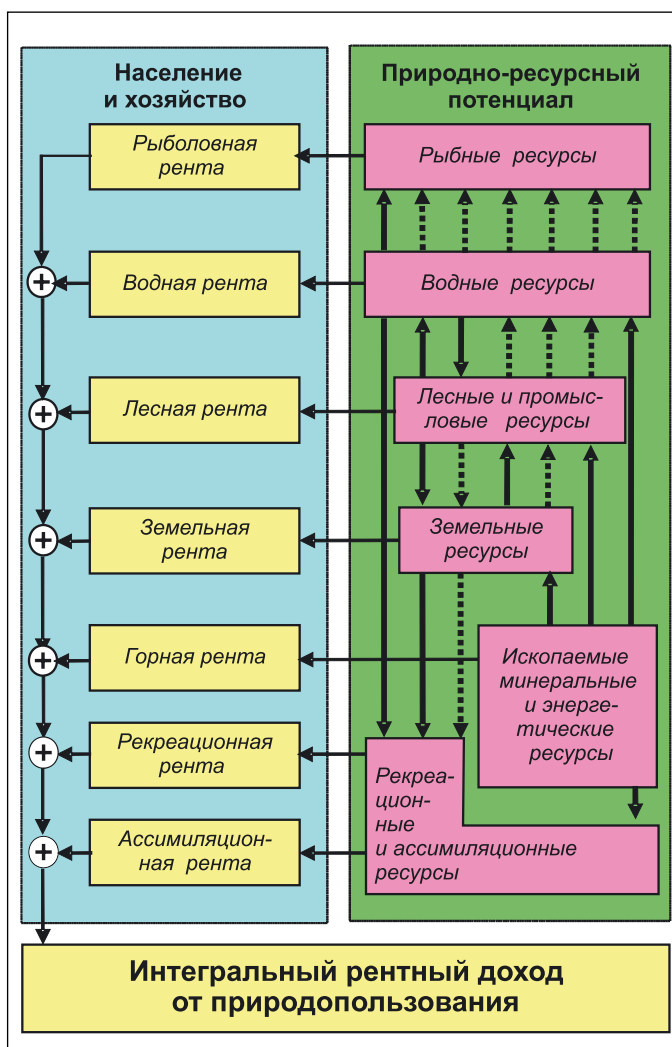 Население
и хозяйство
Природно-ресурсный
потенциал
Рыболовная
рента
Рыбные ресурсы
+
Водная рента
Водные ресурсы
+
Лесная рента
Лесные и промыс-
ловые ресурсы
+
Земельная
рента
Земельные
ресурсы
+
Горная рента
Ископаемые
минеральные
и энерге-
тические
ресурсы
+
Рекреационная
рента
Рекреа-
цион-
ные
и ассимиляционные
ресурсы
+
Ассимиляцион-
ная рента
Интегральный рентный доход
от природопользования